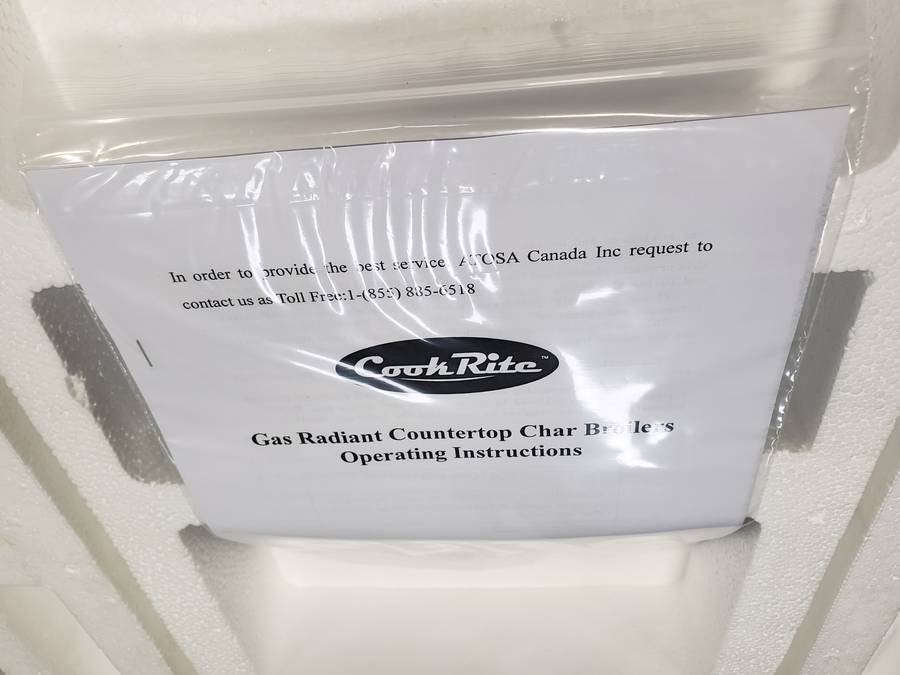 In order to provide the best service ATOSA Canada Inc request to
contact us as Toll Free:1-(855) 885-6518
CookRite™
Gas Radiant Countertop Char Broilers
Operating Instructions